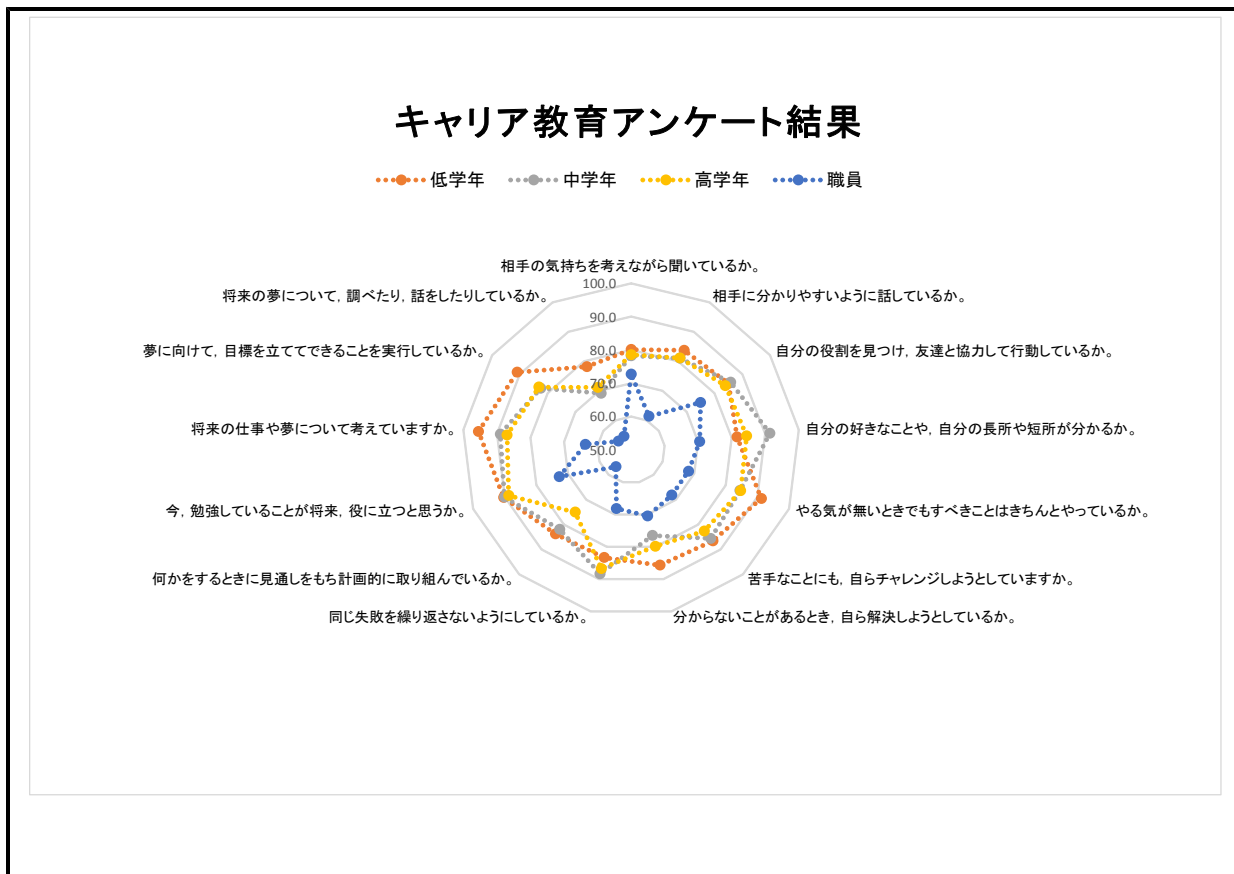 キャリア教育アンケート結果
低学年 中学年 高学年 職員
相手の気持ちを考えながら聞いているか。
相手に分かりやすいように話しているか。
自分の役割を見つけ，友達と協力して行動しているか。
自分の好きなことや，自分の長所や短所が分かるか。
やる気が無いときでもすべきことはきちんとやっているか。
苦手なことにも，自らチャレンジしようとしていますか。
分からないことがあるとき，自ら解決しようとしているか。
同じ失敗を繰り返さないようにしているか。
何かをするときに見通しをもち計画的に取り組んでいるか。
今，勉強していることが将来，役に立つと思うか。
将来の仕事や夢について考えていますか。
夢に向けて，目標を立ててできることを実行しているか。
将来の夢について，調べたり，話をしたりしているか。
100.0
90.0
80.0
70.0
60.0
50.0